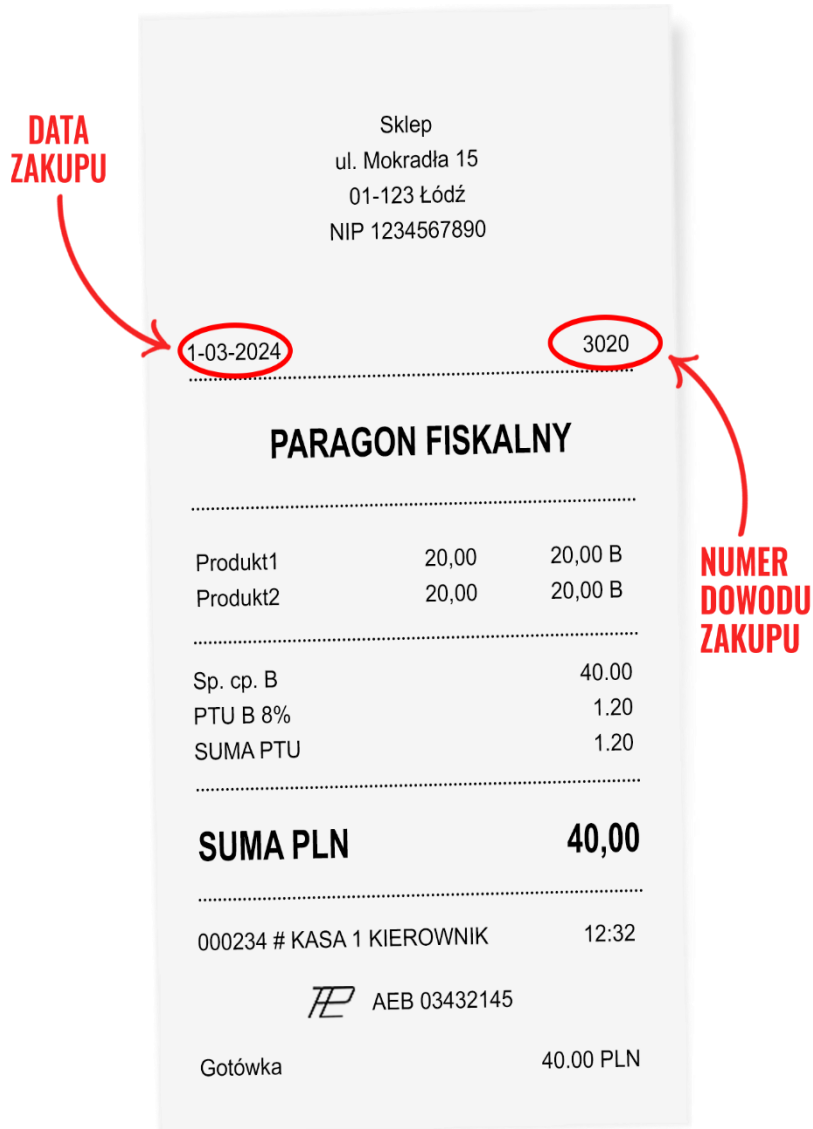 DATA
ZAKUPU
Sklep
ul. Mokradła 15
01-123 Łódź
NIP 1234567890
1-03-2024 3020
PARAGON FISKALNY
Produkt1 20,00 20,00 B
Produkt2 20,00 20,00 B
NUMER
DOWODU
ZAKUPU
Sp. cp. B 40.00
PTU B 8% 1.20
SUMA PTU 1.20
SUMA PLN 40,00
000234 # KASA 1 KIEROWNIK 12:32
AEB 03432145
Gotówka 40.00 PLN